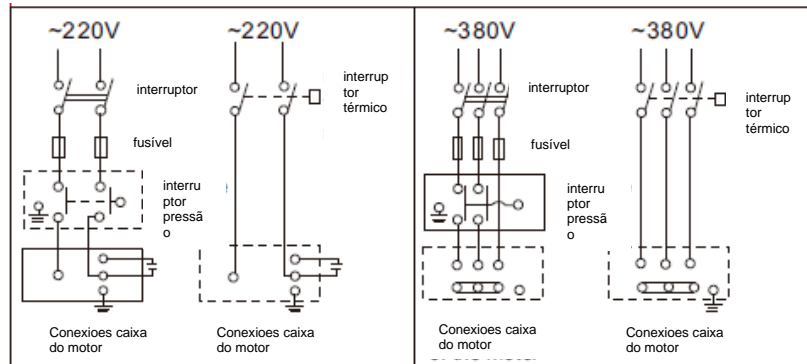 ~220V
~220V
~380V
~380V
interruptor
interrup
tor
térmico
interruptor
interrup
tor
térmico
fusível
fusível
interru
ptor
pressã
o
interru
ptor
pressã
o
Conexioes caixa
do motor
Conexioes caixa
do motor
Conexioes caixa
do motor
Conexioes caixa
do motor